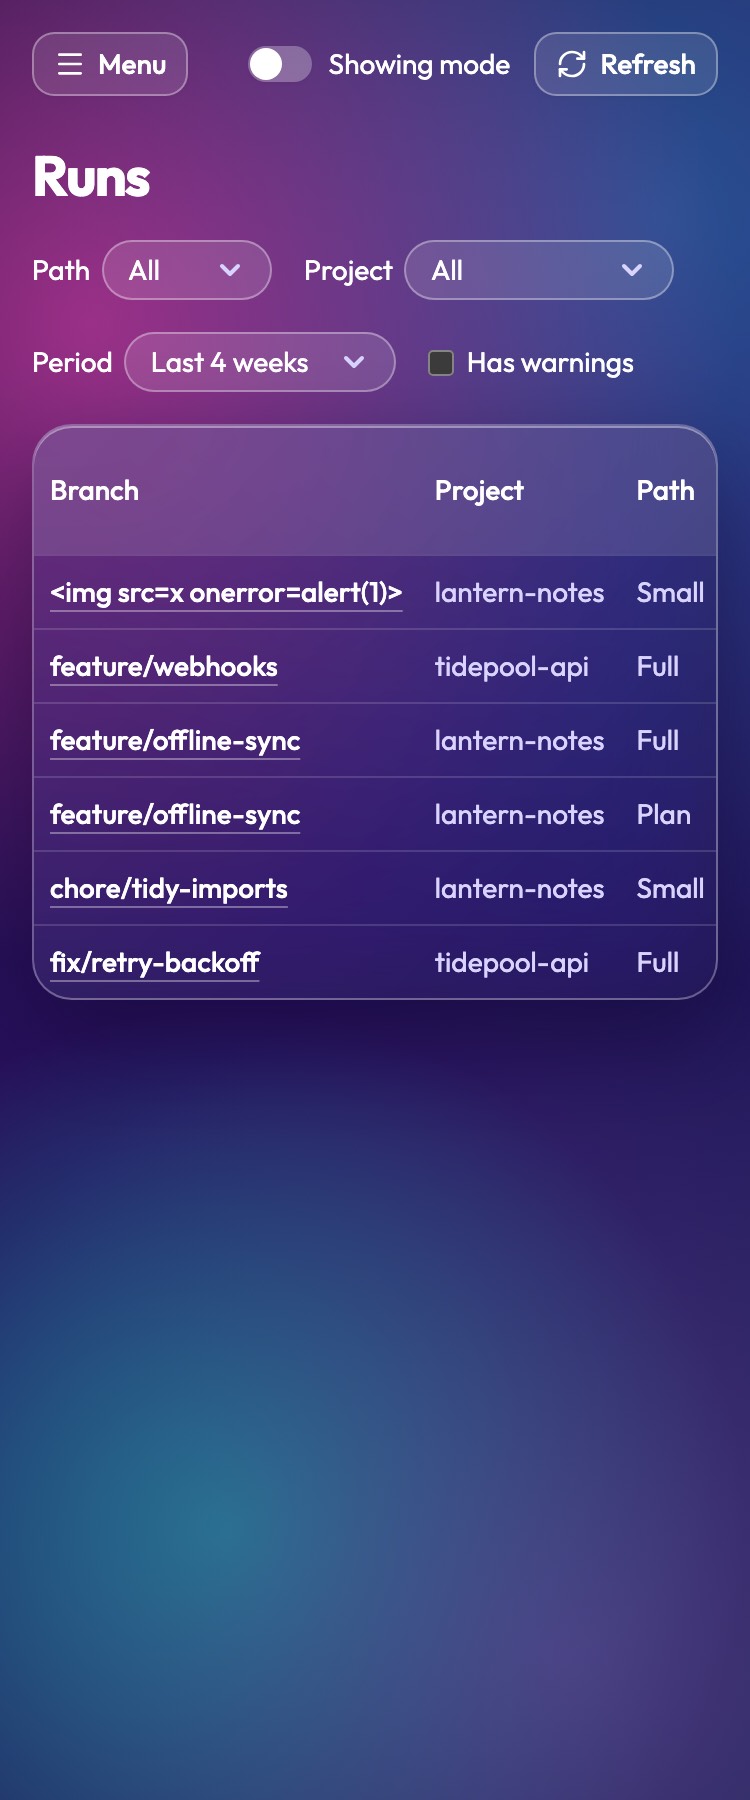 Menu Showing mode Refresh
Runs
Path All Project All
Period Last 4 weeks Has warnings
Branch Project Path
<img src=x onerror=alert(1)> lantern-notes Small
feature/webhooks tidepool-api Full
feature/offline-sync lantern-notes Full
feature/offline-sync lantern-notes Plan
chore/tidy-imports lantern-notes Small
fix/retry-backoff tidepool-api Full